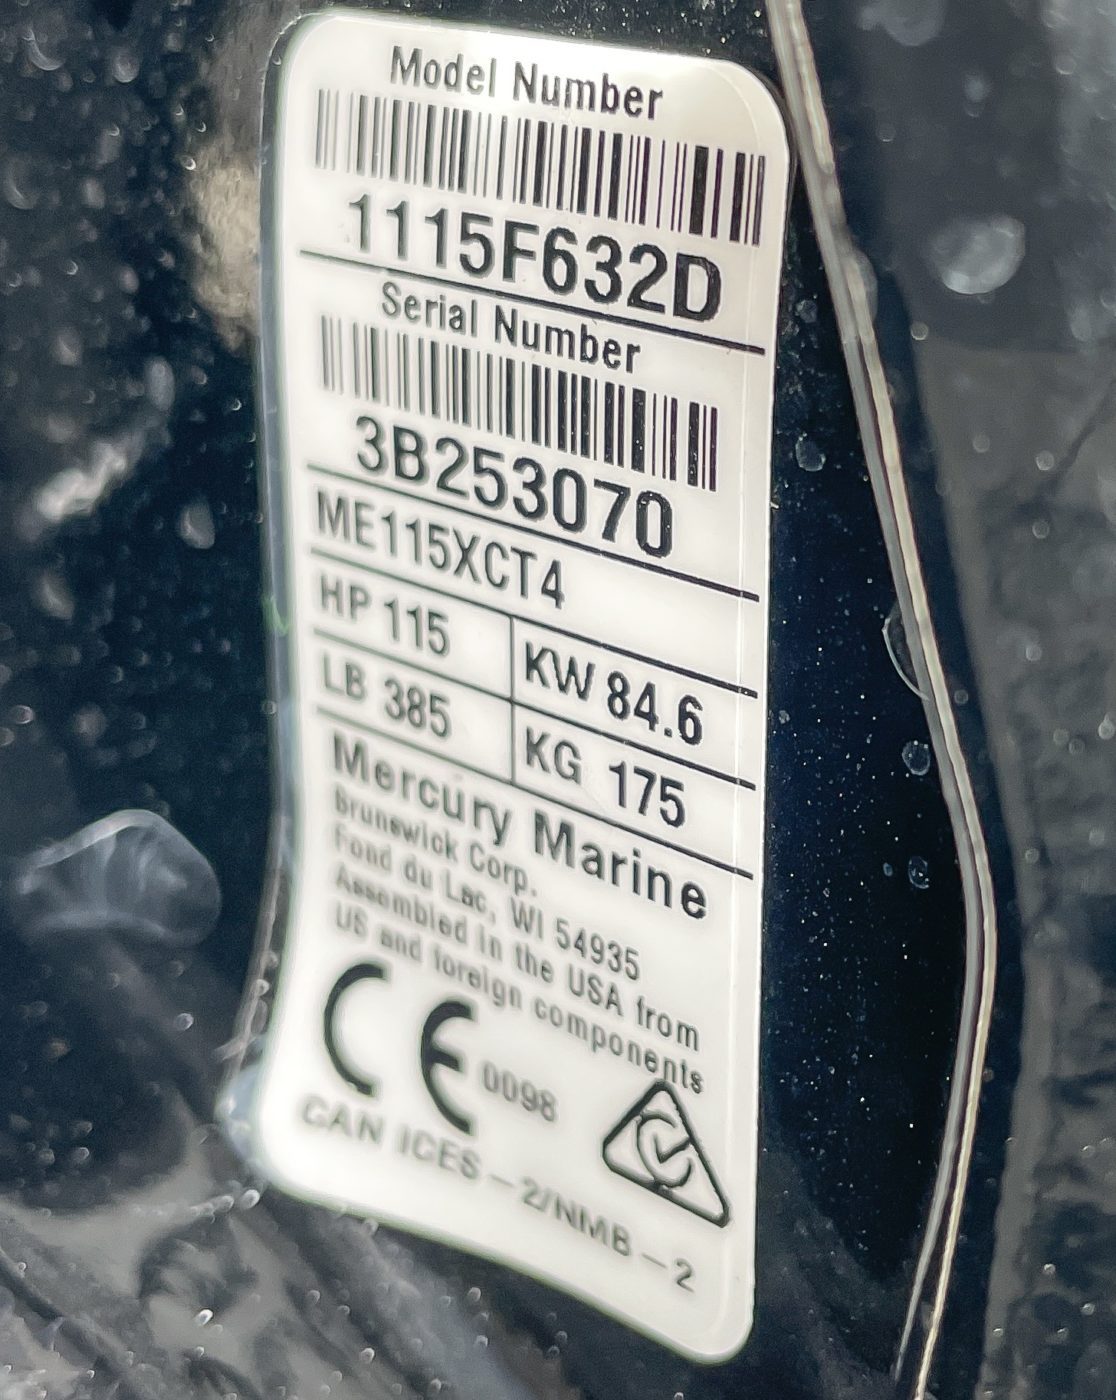 Model Number
1115F632D
Serial Number
3B253070
ME115XCT4
HP 115 KW 84.6
LB 385 KG 175
Mercury Marine
Brunswick Corp.
Fond du Lac, WI 54935
Assembled in the USA from
US and foreign components
CE 0098
CAN ICES – 2/NMB – 2